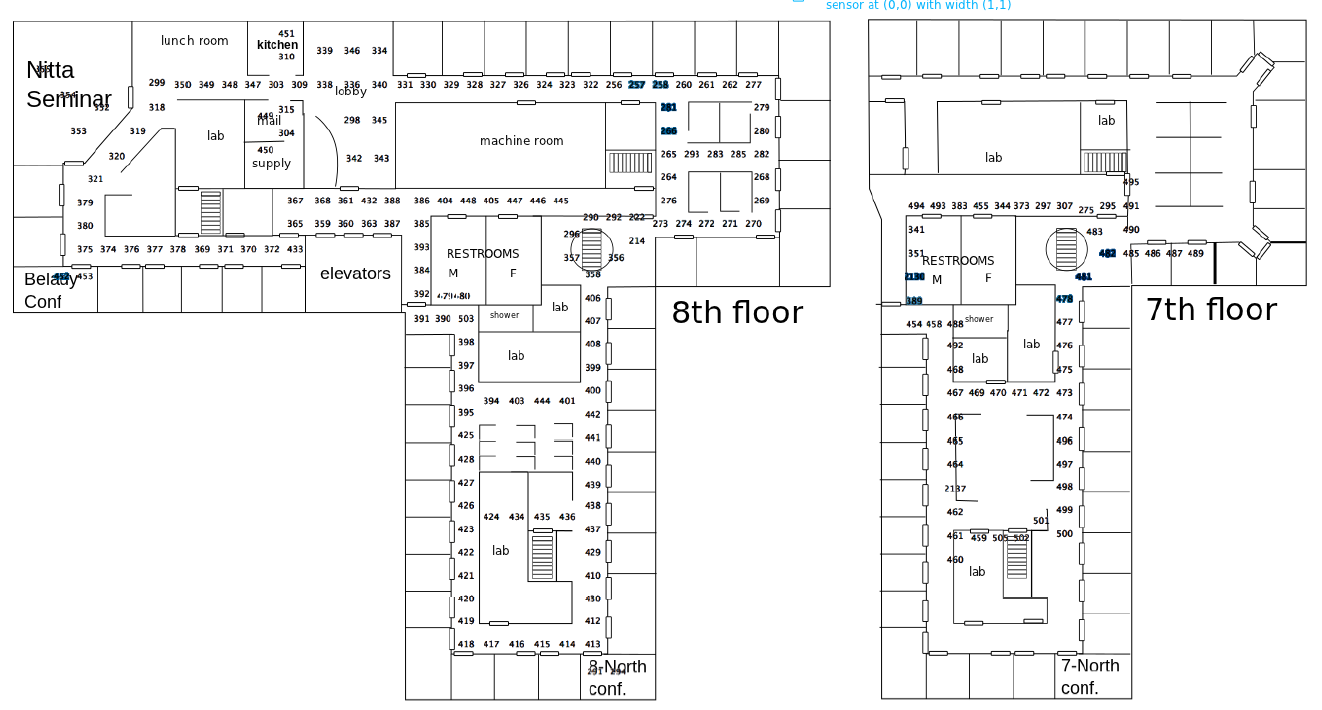 sensor at (0,0) with width (1,1)
lunch room
451
kitchen
310
339 346 334
Nitta
Seminar
299 350 349 348 347 303 309 338 336 340 331 330 329 328 327 326 324 323 322 256 257 258 260 261 262 277
lobby
332 318 315 281 279
449 mail 298 345
353 319 lab 304 machine room 266 280
450
supply
320 342 343 265 293 283 285 282
321 264 268
379 367 368 361 432 388 386 404 448 405 447 446 445 276 269
380 365 359 360 363 387 385 290 292 222 273 274 272 271 270
296 214
375 374 376 377 378 369 371 370 372 433 393 RESTROOMS 357 356
M F
elevators 384 358
Belady 453
Conf
392 406
lab
391 390 503 shower 407
8th floor
398 408
lab
397 399
396 400
394 403 444 401
395 442
425 441
428 440
427 439
426 438
424 434 435 436
423 437
422 lab 429
421 410
420 430
419 412
418 417 416 415 414 413
8-North
conf.
lab
lab
495
494 493 383 455 344 373 297 307 275 295 491
341 483 490
351 RESTROOMS 482 485 486 487 489
M F
2136 481
389 478
7th floor
454 458 488 shower 477
492 lab 476
lab
468 475
467 469 470 471 472 473
466 474
465 496
464 497
2137 498
462 499
501
461 459 505 502 500
460
lab
7-North
conf.